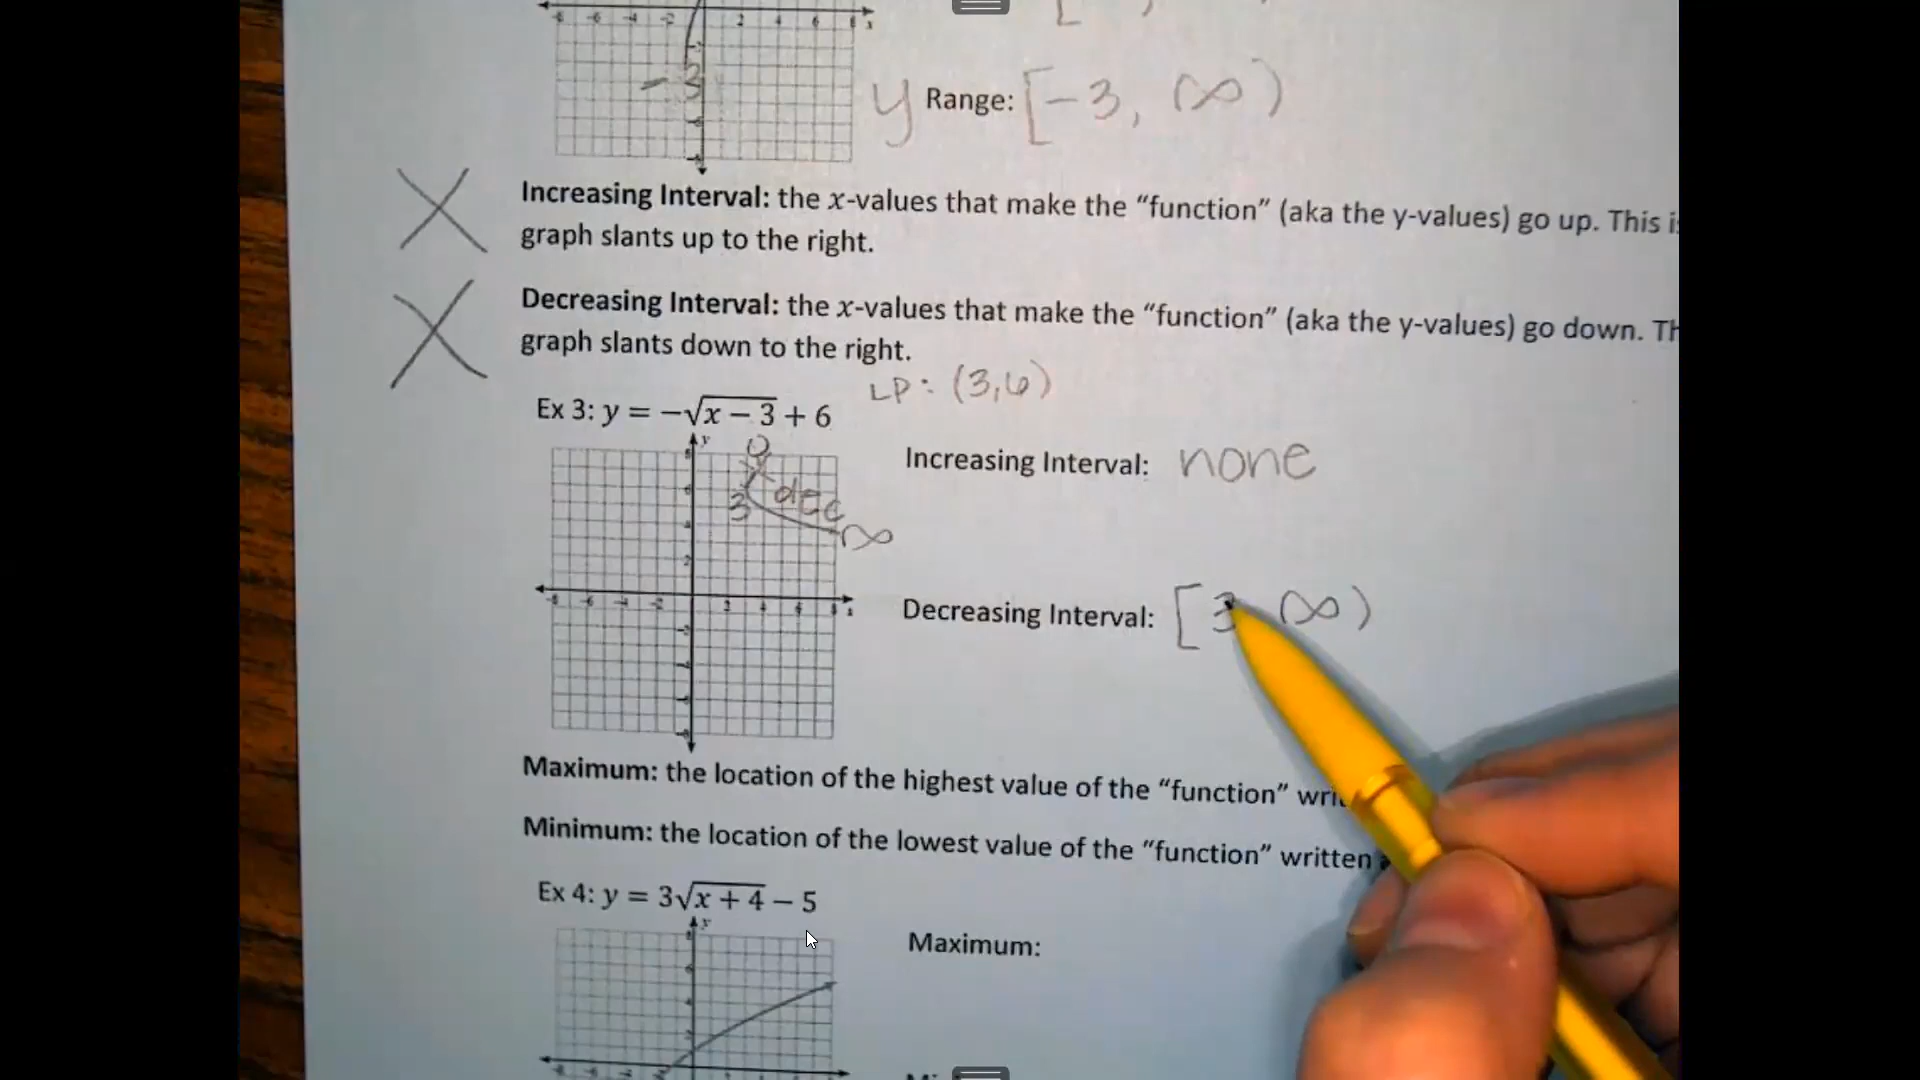 -3
y Range: [-3, ∞)
X Increasing Interval: the x-values that make the “function” (aka the y-values) go up. This
graph slants up to the right.
X Decreasing Interval: the x-values that make the “function” (aka the y-values) go down.
graph slants down to the right.
LP: (3,6)
Ex 3: y = −√x − 3 + 6
y
Increasing Interval: none
dec
3
∞
Decreasing Interval: [3 ∞)
Maximum: the location of the highest value of the “function”
Minimum: the location of the lowest value of the “function” written
Ex 4: y = 3√x + 4 − 5
y
Maximum: